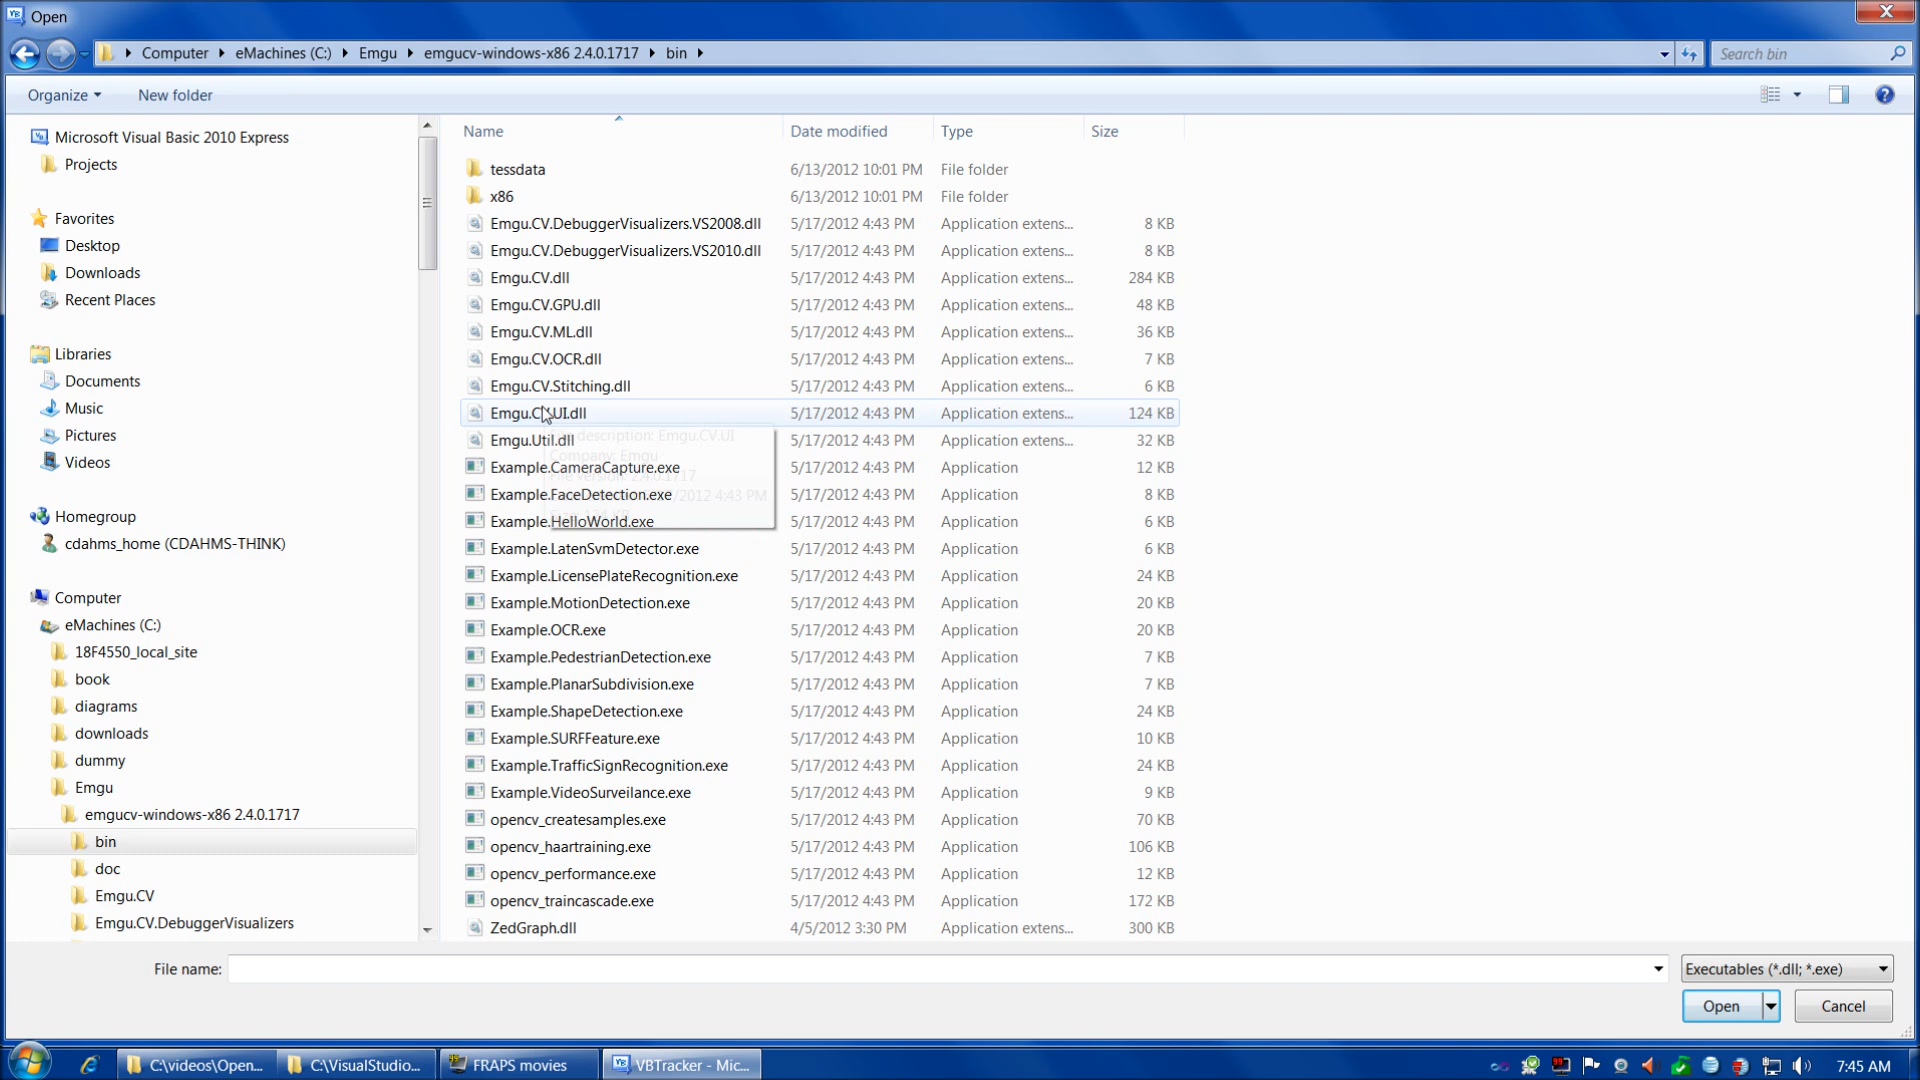 Open
Computer eMachines (C:) Emgu emgucv-windows-x86 2.4.0.1717 bin
Search bin
Organize New folder
Microsoft Visual Basic 2010 Express
Projects
Favorites
Desktop
Downloads
Recent Places
Libraries
Documents
Music
Pictures
Videos
Homegroup
cdahms_home (CDAHMS-THINK)
Computer
eMachines (C:)
18F4550_local_site
book
diagrams
downloads
dummy
Emgu
emgucv-windows-x86 2.4.0.1717
bin
doc
Emgu.CV
Emgu.CV.DebuggerVisualizers
Name Date modified Type Size
tessdata 6/13/2012 10:01 PM File folder
x86 6/13/2012 10:01 PM File folder
Emgu.CV.DebuggerVisualizers.VS2008.dll 5/17/2012 4:43 PM Application extens... 8 KB
Emgu.CV.DebuggerVisualizers.VS2010.dll 5/17/2012 4:43 PM Application extens... 8 KB
Emgu.CV.dll 5/17/2012 4:43 PM Application extens... 284 KB
Emgu.CV.GPU.dll 5/17/2012 4:43 PM Application extens... 48 KB
Emgu.CV.ML.dll 5/17/2012 4:43 PM Application extens... 36 KB
Emgu.CV.OCR.dll 5/17/2012 4:43 PM Application extens... 7 KB
Emgu.CV.Stitching.dll 5/17/2012 4:43 PM Application extens... 6 KB
Emgu.CV.UI.dll 5/17/2012 4:43 PM Application extens... 124 KB
Emgu.Util.dll 5/17/2012 4:43 PM Application extens... 32 KB
Example.CameraCapture.exe 5/17/2012 4:43 PM Application 12 KB
Example.FaceDetection.exe 5/17/2012 4:43 PM Application 8 KB
Example.HelloWorld.exe 5/17/2012 4:43 PM Application 6 KB
Example.LatenSvmDetector.exe 5/17/2012 4:43 PM Application 6 KB
Example.LicensePlateRecognition.exe 5/17/2012 4:43 PM Application 24 KB
Example.MotionDetection.exe 5/17/2012 4:43 PM Application 20 KB
Example.OCR.exe 5/17/2012 4:43 PM Application 20 KB
Example.PedestrianDetection.exe 5/17/2012 4:43 PM Application 7 KB
Example.PlanarSubdivision.exe 5/17/2012 4:43 PM Application 7 KB
Example.ShapeDetection.exe 5/17/2012 4:43 PM Application 24 KB
Example.SURFFeature.exe 5/17/2012 4:43 PM Application 10 KB
Example.TrafficSignRecognition.exe 5/17/2012 4:43 PM Application 24 KB
Example.VideoSurveilance.exe 5/17/2012 4:43 PM Application 9 KB
opencv_createsamples.exe 5/17/2012 4:43 PM Application 70 KB
opencv_haartraining.exe 5/17/2012 4:43 PM Application 106 KB
opencv_performance.exe 5/17/2012 4:43 PM Application 12 KB
opencv_traincascade.exe 5/17/2012 4:43 PM Application 172 KB
ZedGraph.dll 4/5/2012 3:30 PM Application extens... 300 KB
description: Emgu.CV.UI
Company: Emgu
2.4.0.1717
/2012 4:43 PM
File name:
Executables (*.dll; *.exe)
Open Cancel
C:\videos\Open... C:\VisualStudio... FRAPS movies VBTracker - Mic... 7:45 AM